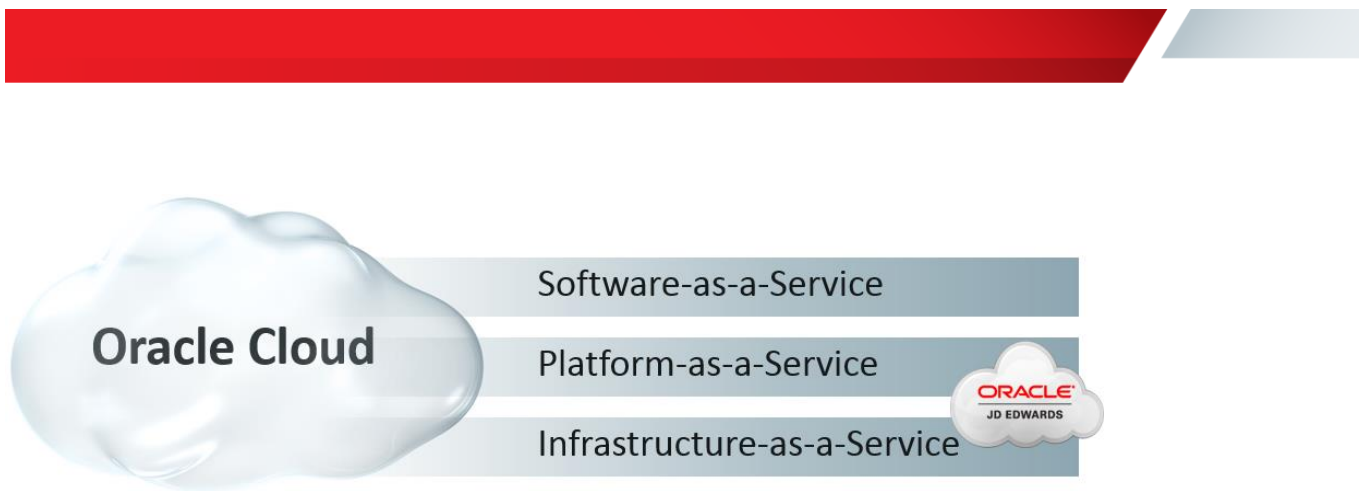 Software-as-a-Service
Oracle Cloud
Platform-as-a-Service
ORACLE
JD EDWARDS
Infrastructure-as-a-Service